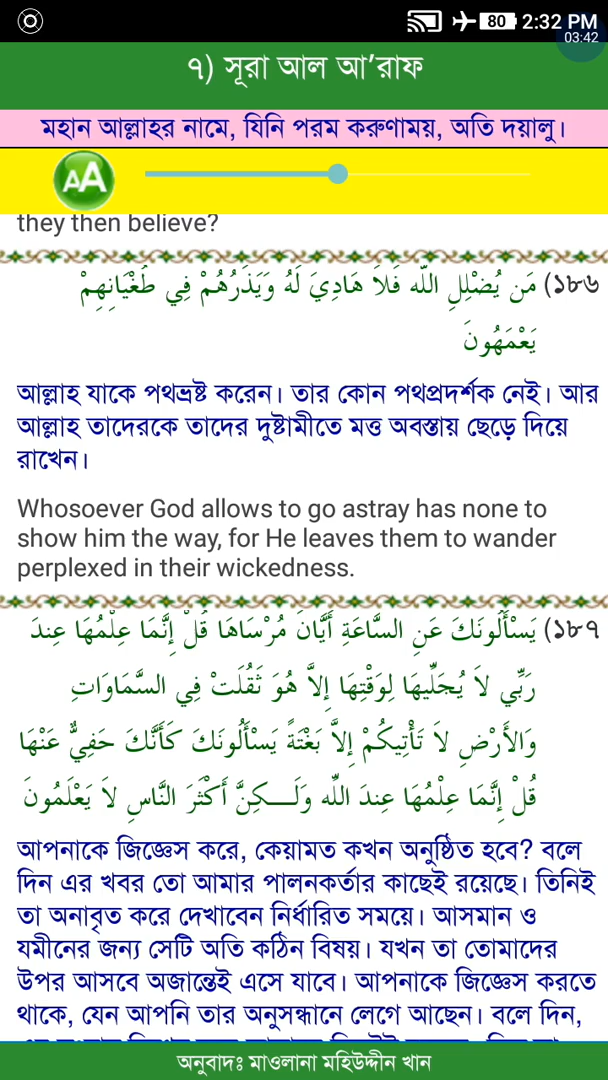 80 2:32 PM
03:42
৭) সূরা আল আ’রাফ
মহান আল্লাহর নামে, যিনি পরম করুণাময়, অতি দয়ালু।
AA
they then believe?
(১৮৬ مَن يُضْلِلِ اللّه فَلاَ هَادِيَ لَهُ وَيَذَرُهُمْ فِي طُغْيَانِهِمْ
يَعْمَهُونَ
আল্লাহ যাকে পথভ্রষ্ট করেন। তার কোন পথপ্রদর্শক নেই। আর
আল্লাহ তাদেরকে তাদের দুষ্টামীতে মত্ত অবস্তায় ছেড়ে দিয়ে
রাখেন।
Whosoever God allows to go astray has none to
show him the way, for He leaves them to wander
perplexed in their wickedness.
(১৮৭ يَسْأَلُونَكَ عَنِ السَّاعَةِ أَيَّانَ مُرْسَاهَا قُلْ إِنَّمَا عِلْمُهَا عِندَ
رَبِّي لاَ يُجَلِّيهَا لِوَقْتِهَا إِلاَّ هُوَ ثَقُلَتْ فِي السَّمَاوَاتِ
وَالأَرْضِ لاَ تَأْتِيكُمْ إِلاَّ بَغْتَةً يَسْأَلُونَكَ كَأَنَّكَ حَفِيٌّ عَنْهَا
قُلْ إِنَّمَا عِلْمُهَا عِندَ اللّه وَلَـكِنَّ أَكْثَرَ النَّاسِ لاَ يَعْلَمُونَ
আপনাকে জিজ্ঞেস করে, কেয়ামত কখন অনুষ্ঠিত হবে? বলে
দিন এর খবর তো আমার পালনকর্তার কাছেই রয়েছে। তিনিই
তা অনাবৃত করে দেখাবেন নির্ধারিত সময়ে। আসমান ও
যমীনের জন্য সেটি অতি কঠিন বিষয়। যখন তা তোমাদের
উপর আসবে অজান্তেই এসে যাবে। আপনাকে জিজ্ঞেস করতে
থাকে, যেন আপনি তার অনুসন্ধানে লেগে আছেন। বলে দিন,
অনুবাদঃ মাওলানা মহিউদ্দীন খান